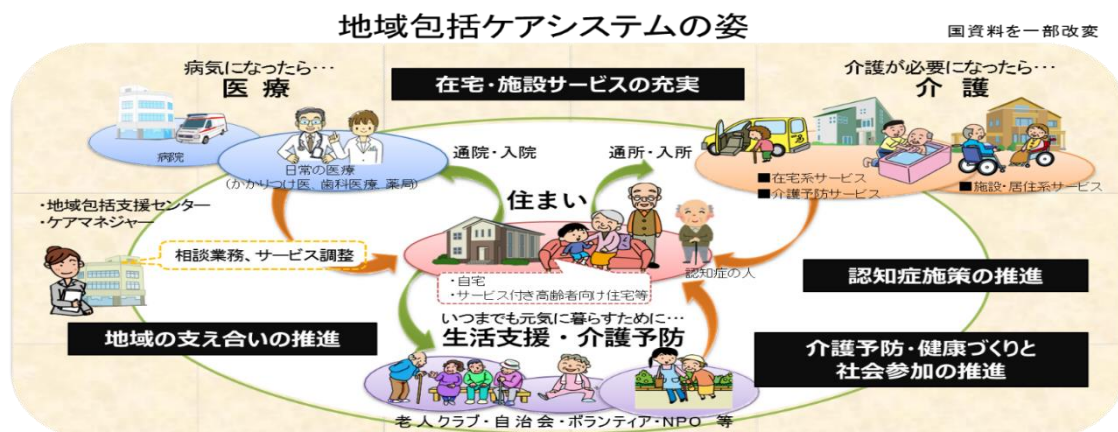 地域包括ケアシステムの姿
国資料を一部改変
病気になったら…
医療
在宅・施設サービスの充実
介護が必要になったら…
介護
病院
日常の医療
(かかりつけ医、歯科医療、薬局)
通院・入院
通所・入所
■在宅系サービス
■介護予防サービス
■施設・居住系サービス
住まい
・地域包括支援センター
・ケアマネジャー
相談業務、サービス調整
認知症の人
・自宅
・サービス付き高齢者向け住宅等
認知症施策の推進
地域の支え合いの推進
いつまでも元気に暮らすために…
生活支援・介護予防
介護予防・健康づくりと
社会参加の推進
老人クラブ・自治会・ボランティア・NPO 等